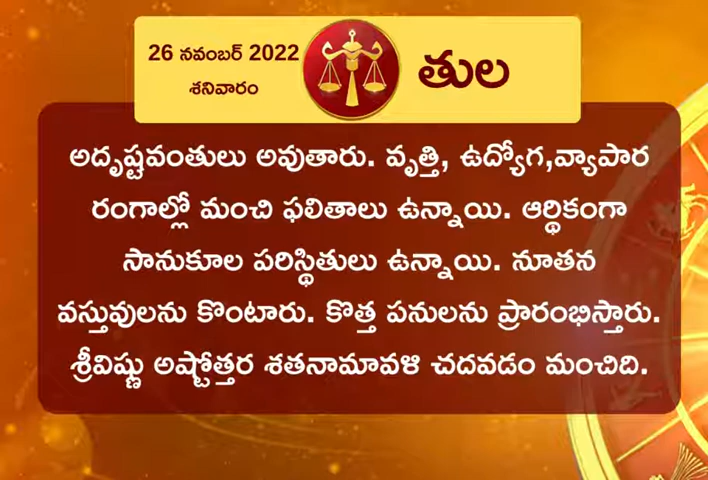 26 నవంబర్ 2022
శనివారం
తుల
అదృష్టవంతులు అవుతారు. వృత్తి, ఉద్యోగ,వ్యాపార
రంగాల్లో మంచి ఫలితాలు ఉన్నాయి. ఆర్థికంగా
సానుకూల పరిస్థితులు ఉన్నాయి. నూతన
వస్తువులను కొంటారు. కొత్త పనులను ప్రారంభిస్తారు.
శ్రీవిష్ణు అష్టోత్తర శతనామావళి చదవడం మంచిది.